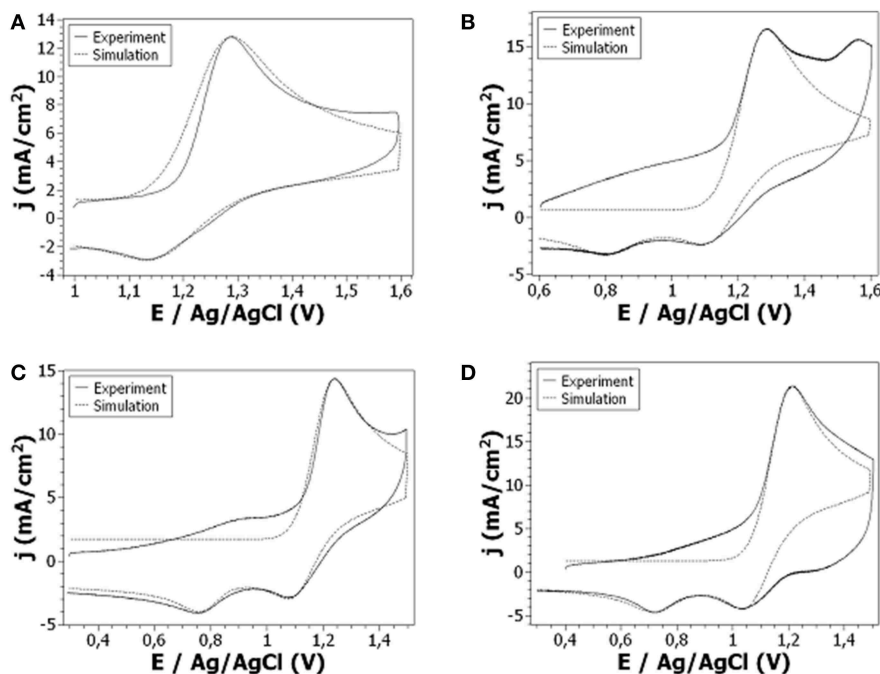 A
14
12
10
8
6
4
2
0
-2
-4
j (mA/cm²)
Experiment
Simulation
1 1,1 1,2 1,3 1,4 1,5 1,6
E / Ag/AgCl (V)
B
15
10
5
0
-5
j (mA/cm²)
Experiment
Simulation
0,6 0,8 1 1,2 1,4 1,6
E / Ag/AgCl (V)
C
15
10
5
0
-5
j (mA/cm²)
Experiment
Simulation
0,4 0,6 0,8 1 1,2 1,4
E / Ag/AgCl (V)
D
20
15
10
5
0
-5
j (mA/cm²)
Experiment
Simulation
0,4 0,6 0,8 1 1,2 1,4
E / Ag/AgCl (V)